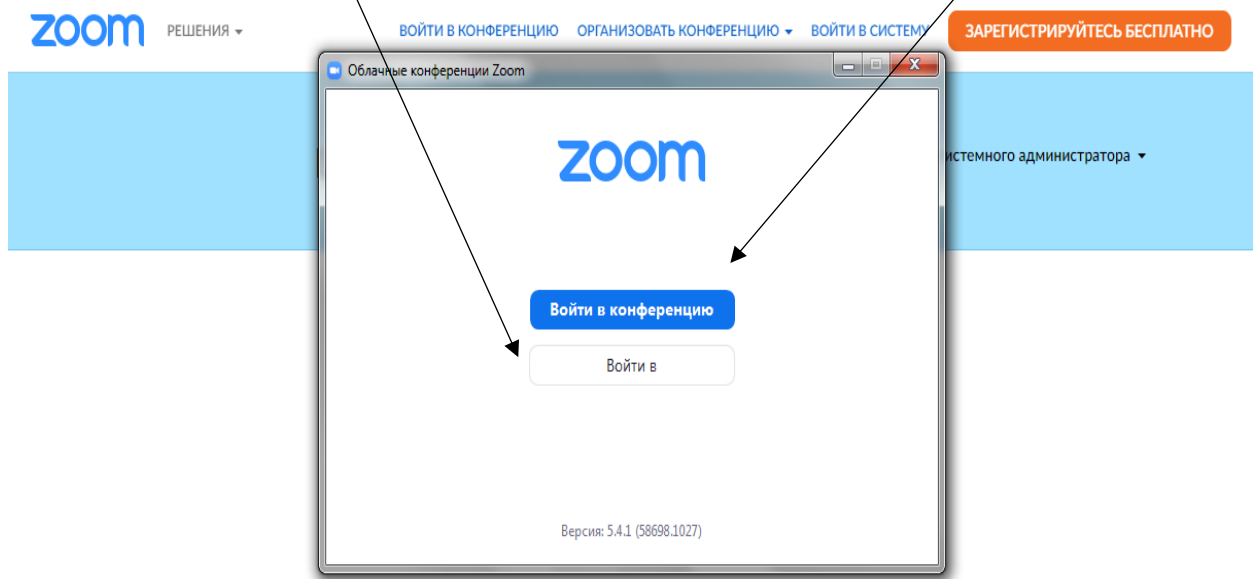 zoom РЕШЕНИЯ ВОЙТИ В КОНФЕРЕНЦИЮ ОРГАНИЗОВАТЬ КОНФЕРЕНЦИЮ ВОЙТИ В СИСТЕМУ ЗАРЕГИСТРИРУЙТЕСЬ БЕСПЛАТНО
Облачные конференции Zoom
zoom
истемного администратора
Войти в конференцию
Войти в
Версия: 5.4.1 (58698.1027)